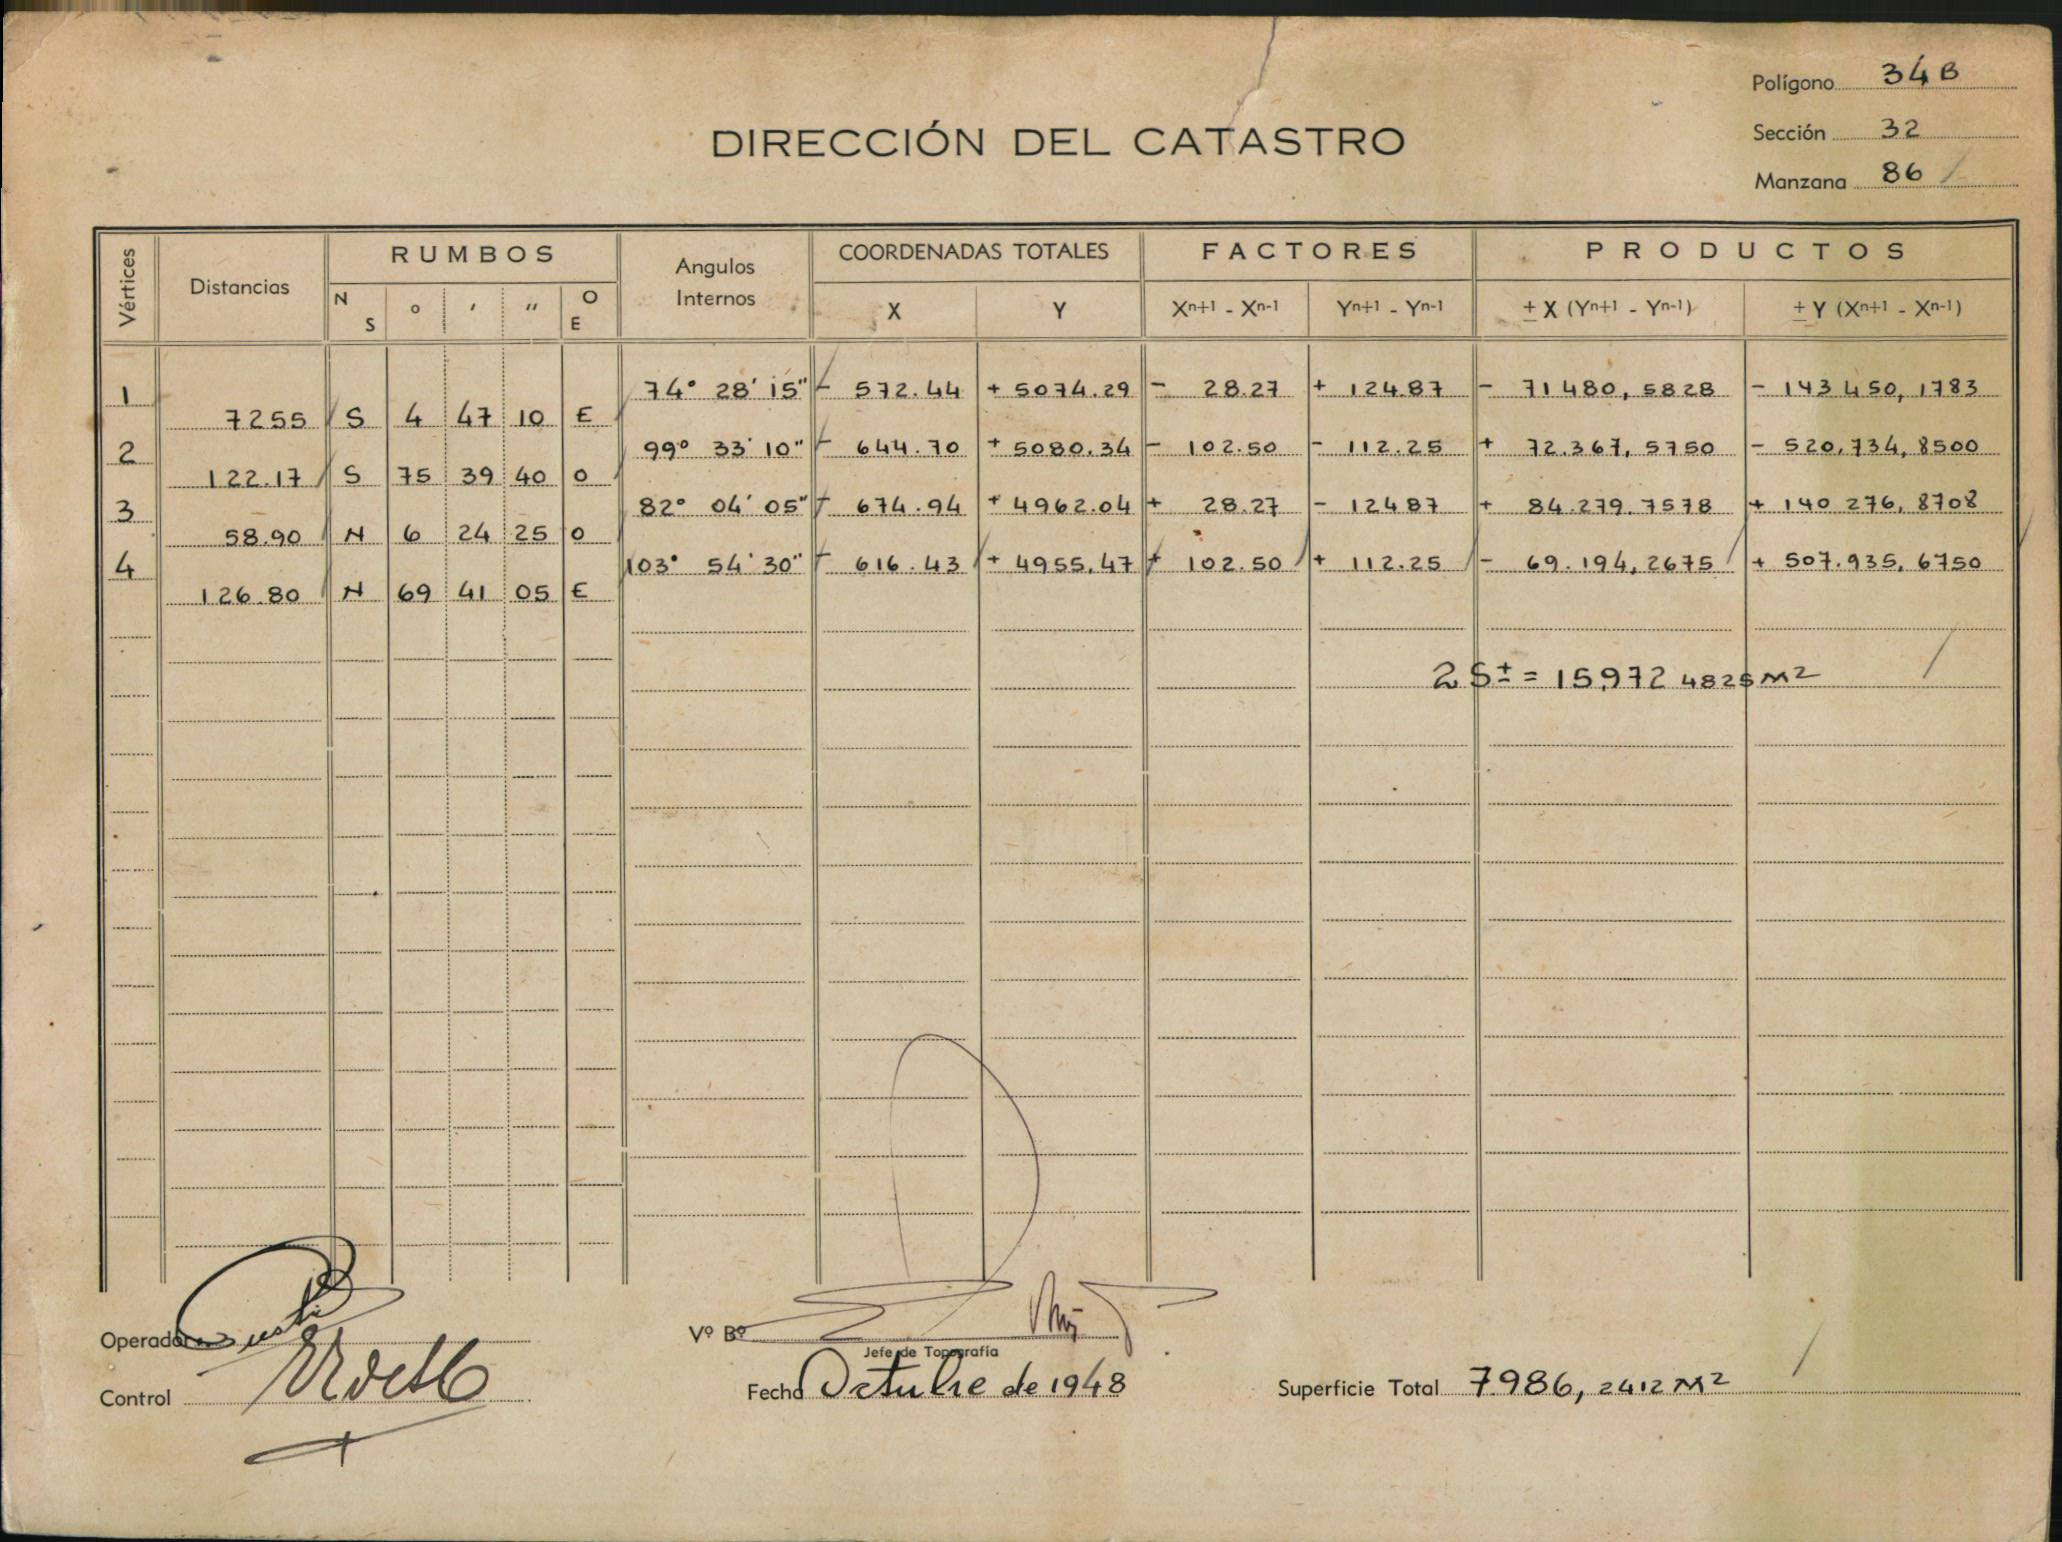 Polígono 34 B
DIRECCIÓN DEL CATASTRO
Sección 32
Manzana 86
Vértices Distancias RUMBOS Angulos Internos COORDENADAS TOTALES FACTORES PRODUCTOS
N S ° ' " O E X Y Xn+1 - Xn-1 Yn+1 - Yn-1 ± X (Yn+1 - Yn-1) ± Y (Xn+1 - Xn-1)
1 74° 28' 15" - 572.44 + 5074.29 - 28.27 + 124.87 - 71480,5828 - 143450,1783
7255 S 4 47 10 E
2 99° 33' 10" - 644.70 + 5080.34 - 102.50 - 112.25 + 72.367,5750 - 520,734,8500
122.17 S 75 39 40 O
3 82° 04' 05" - 674.94 + 4962.04 + 28.27 - 12487 + 84.279.7578 + 140 276,8708
58.90 N 6 24 25 O
4 103° 54' 30" - 616.43 + 4955.47 + 102.50 + 112.25 - 69.194,2675 + 507.935,6750
126.80 N 69 41 05 E
2 S± = 15972 4825 M2
Operador
Vº Bº
Jefe de Topografía
Control
Fecha Octubre de 1948
Superficie Total 7986,2412 M2